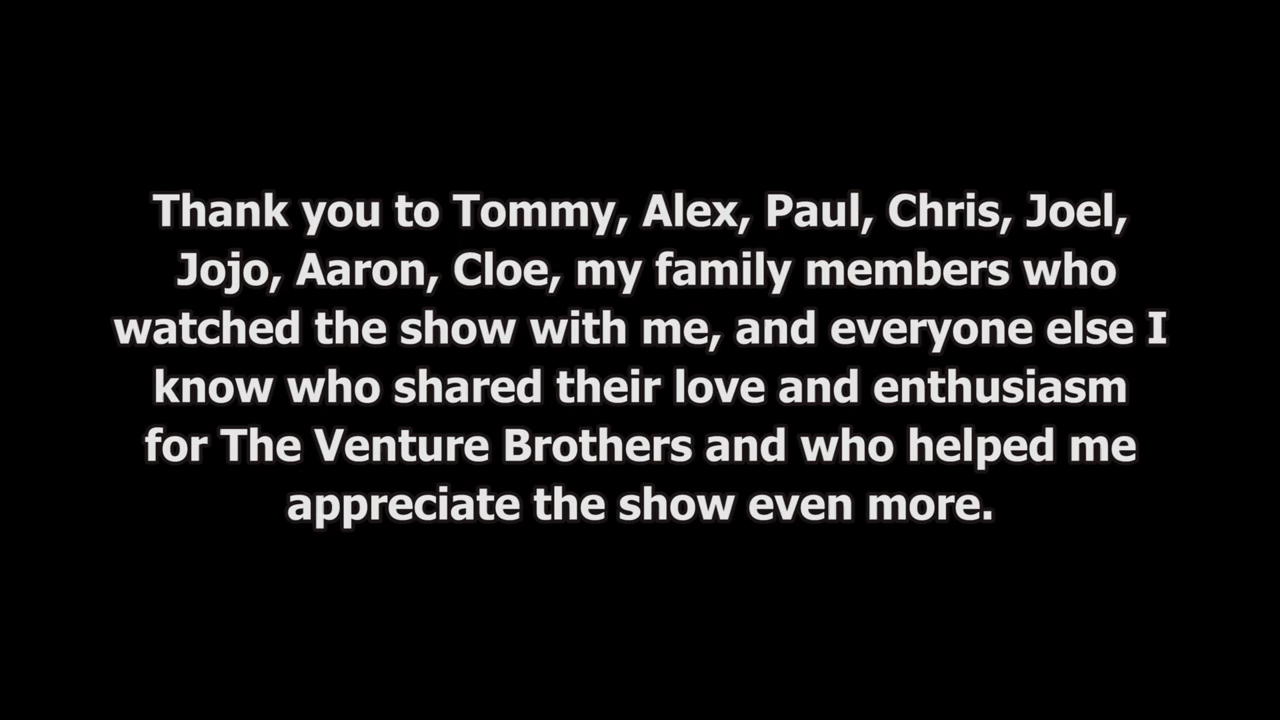 Thank you to Tommy, Alex, Paul, Chris, Joel,
Jojo, Aaron, Cloe, my family members who
watched the show with me, and everyone else I
know who shared their love and enthusiasm
for The Venture Brothers and who helped me
appreciate the show even more.